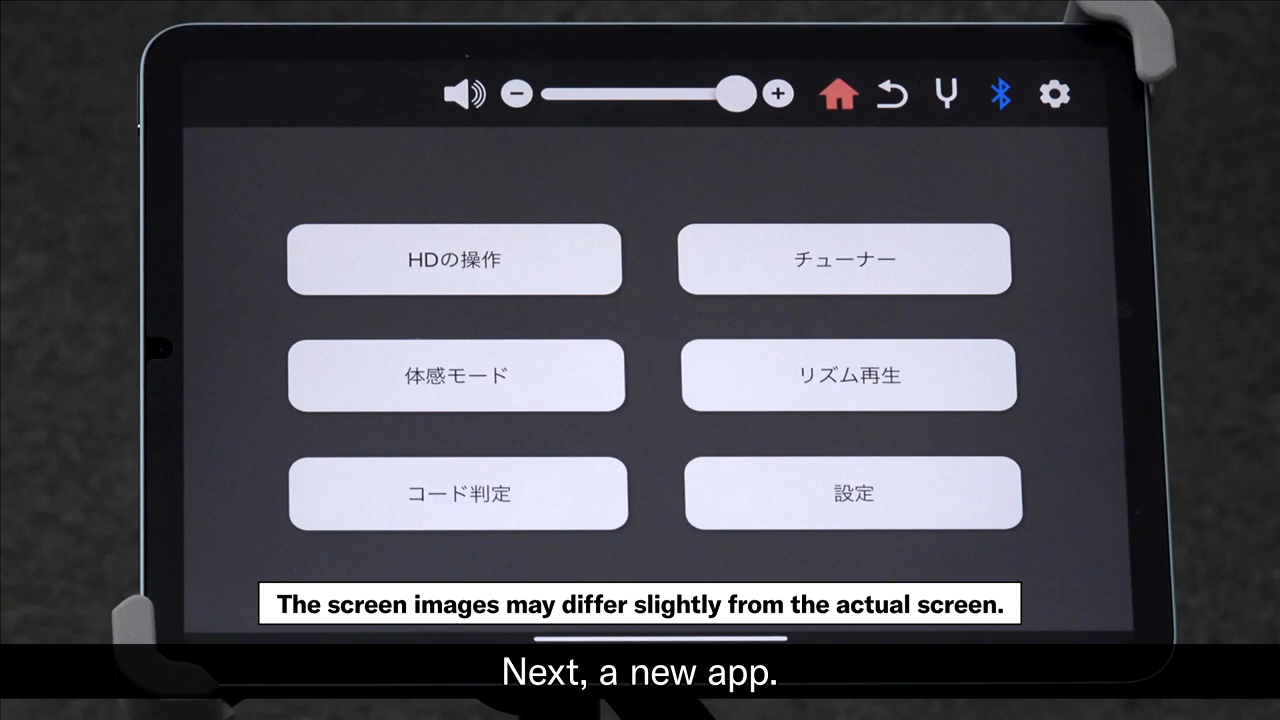 HDの操作
チューナー
体感モード
リズム再生
コード判定
設定
The screen images may differ slightly from the actual screen.
Next, a new app.